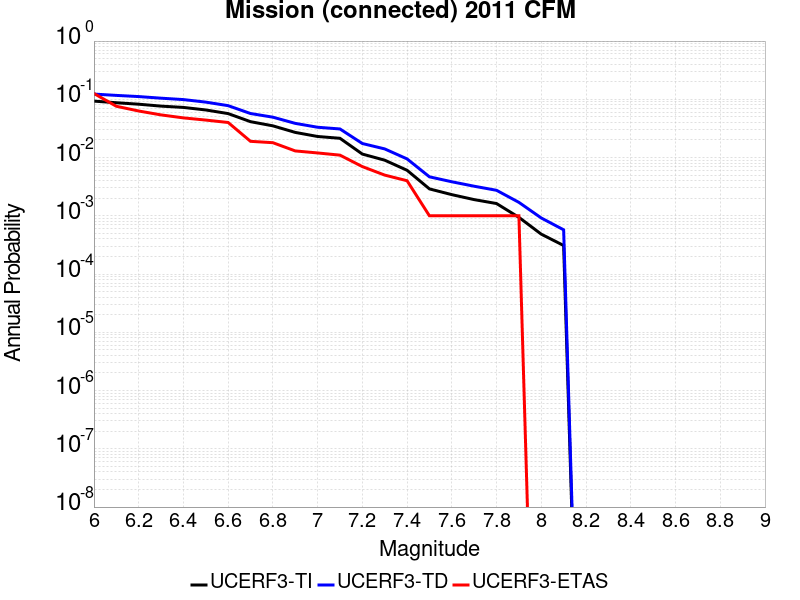 Mission (connected) 2011 CFM
10^0
10^-1
10^-2
10^-3
10^-4
10^-5
10^-6
10^-7
10^-8
Annual Probability
6 6.2 6.4 6.6 6.8 7 7.2 7.4 7.6 7.8 8 8.2 8.4 8.6 8.8 9
Magnitude
UCERF3-TI UCERF3-TD UCERF3-ETAS